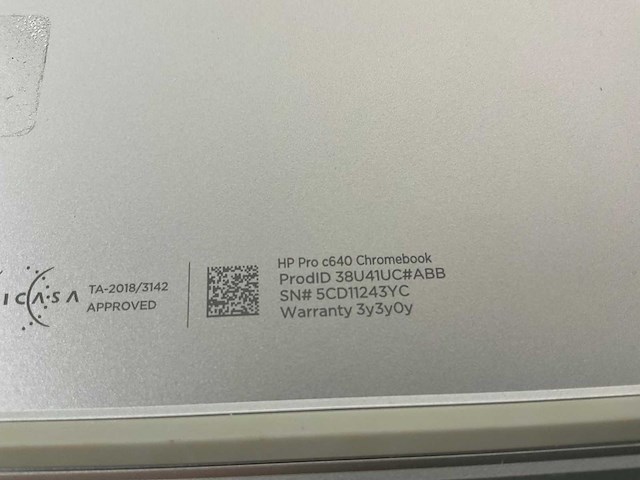 ICASA
TA-2018/3142
APPROVED
HP Pro c640 Chromebook
ProdID 38U41UC#ABB
SN# 5CD11243YC
Warranty 3y3y0y